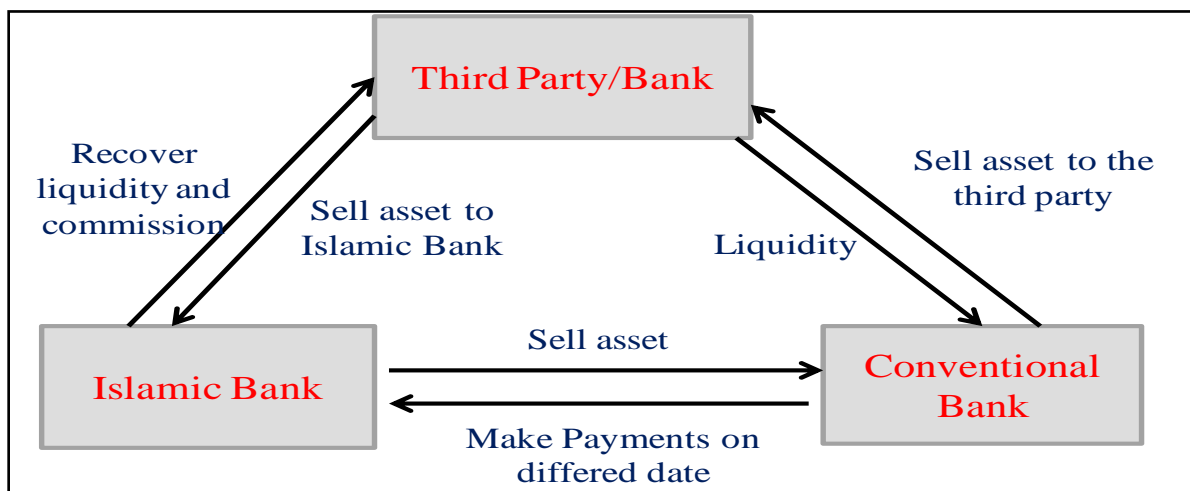 Third Party/Bank
Recover
liquidity and
commission
Sell asset to
Islamic Bank
Liquidity
Sell asset to the
third party
Islamic Bank
Sell asset
Make Payments on
differed date
Conventional
Bank